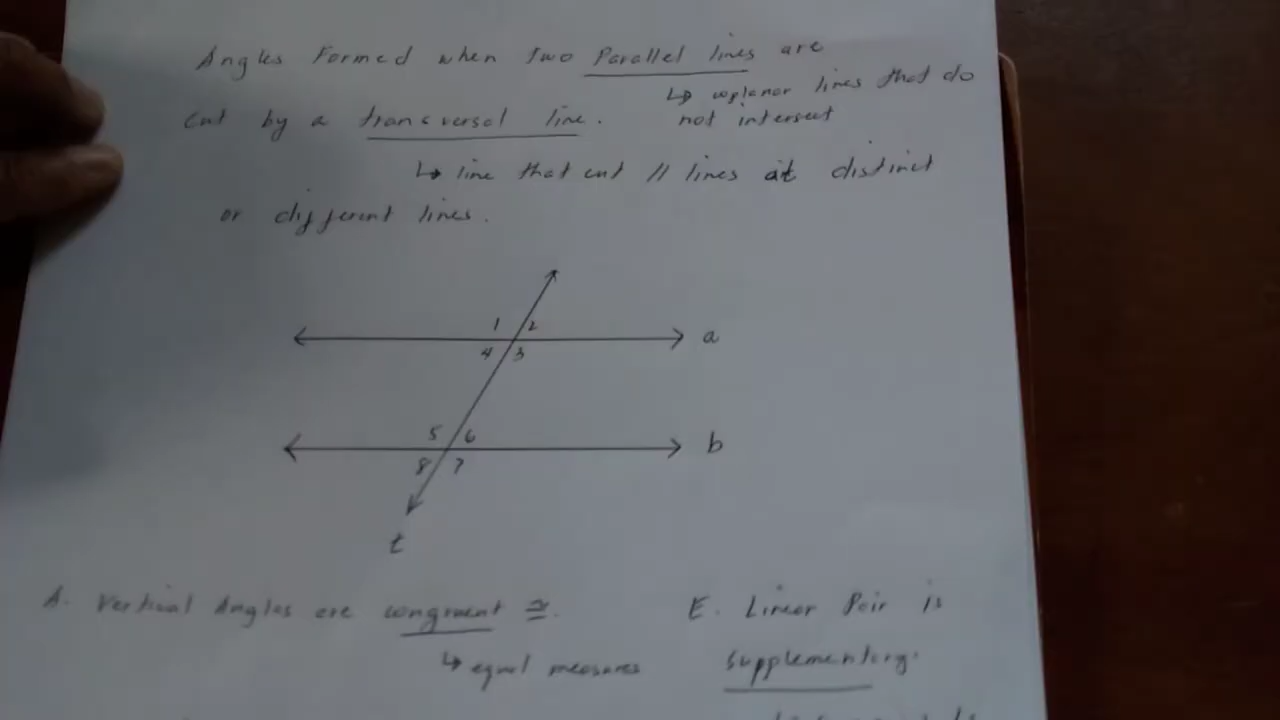 Angles Formed when two Parallel lines are
↳ coplanar lines that do
cut by a transversal line. not intersect
↳ line that cut // lines at distinct
or different lines.
1 2
a
4 3
5 6
b
8 7
t
A. Vertical Angles are congruent ≅. E. Linear Pair is
↳ equal measures supplementary.